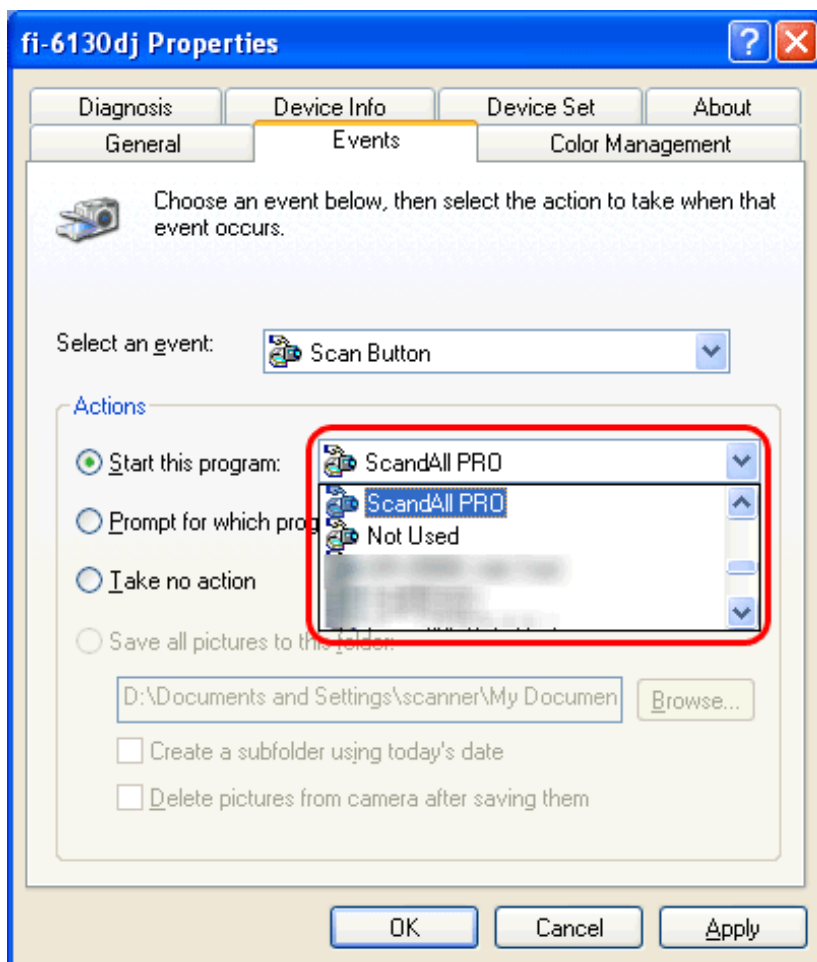 fi-6130dj Properties
Diagnosis Device Info Device Set About
General Events Color Management
Choose an event below, then select the action to take when that
event occurs.
Select an event: Scan Button
Actions
Start this program: ScandAll PRO
ScandAll PRO
Prompt for which prog
Not Used
Take no action
Save all pictures to this folder:
D:\Documents and Settings\scanner\My Documen Browse...
Create a subfolder using today's date
Delete pictures from camera after saving them
OK Cancel Apply